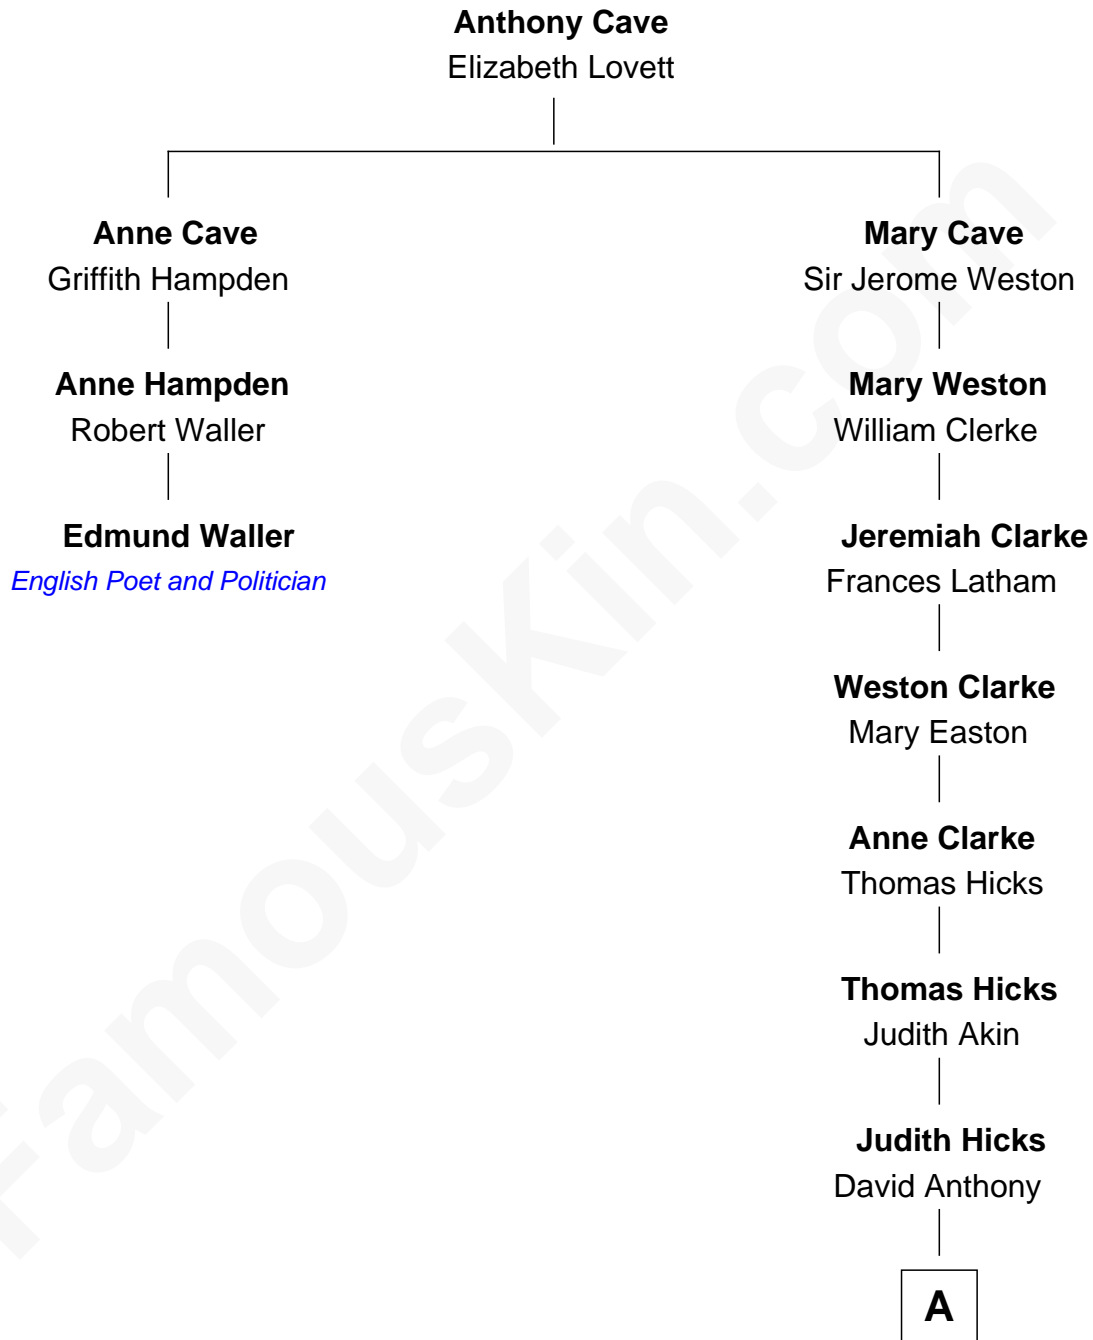 Anthony Cave
Elizabeth Lovett
Anne Cave
Griffith Hampden
Anne Hampden
Robert Waller
Edmund Waller
English Poet and Politician
Mary Cave
Sir Jerome Weston
Mary Weston
William Clerke
Jeremiah Clarke
Frances Latham
Weston Clarke
Mary Easton
Anne Clarke
Thomas Hicks
Thomas Hicks
Judith Akin
Judith Hicks
David Anthony
A
FamousKin.com